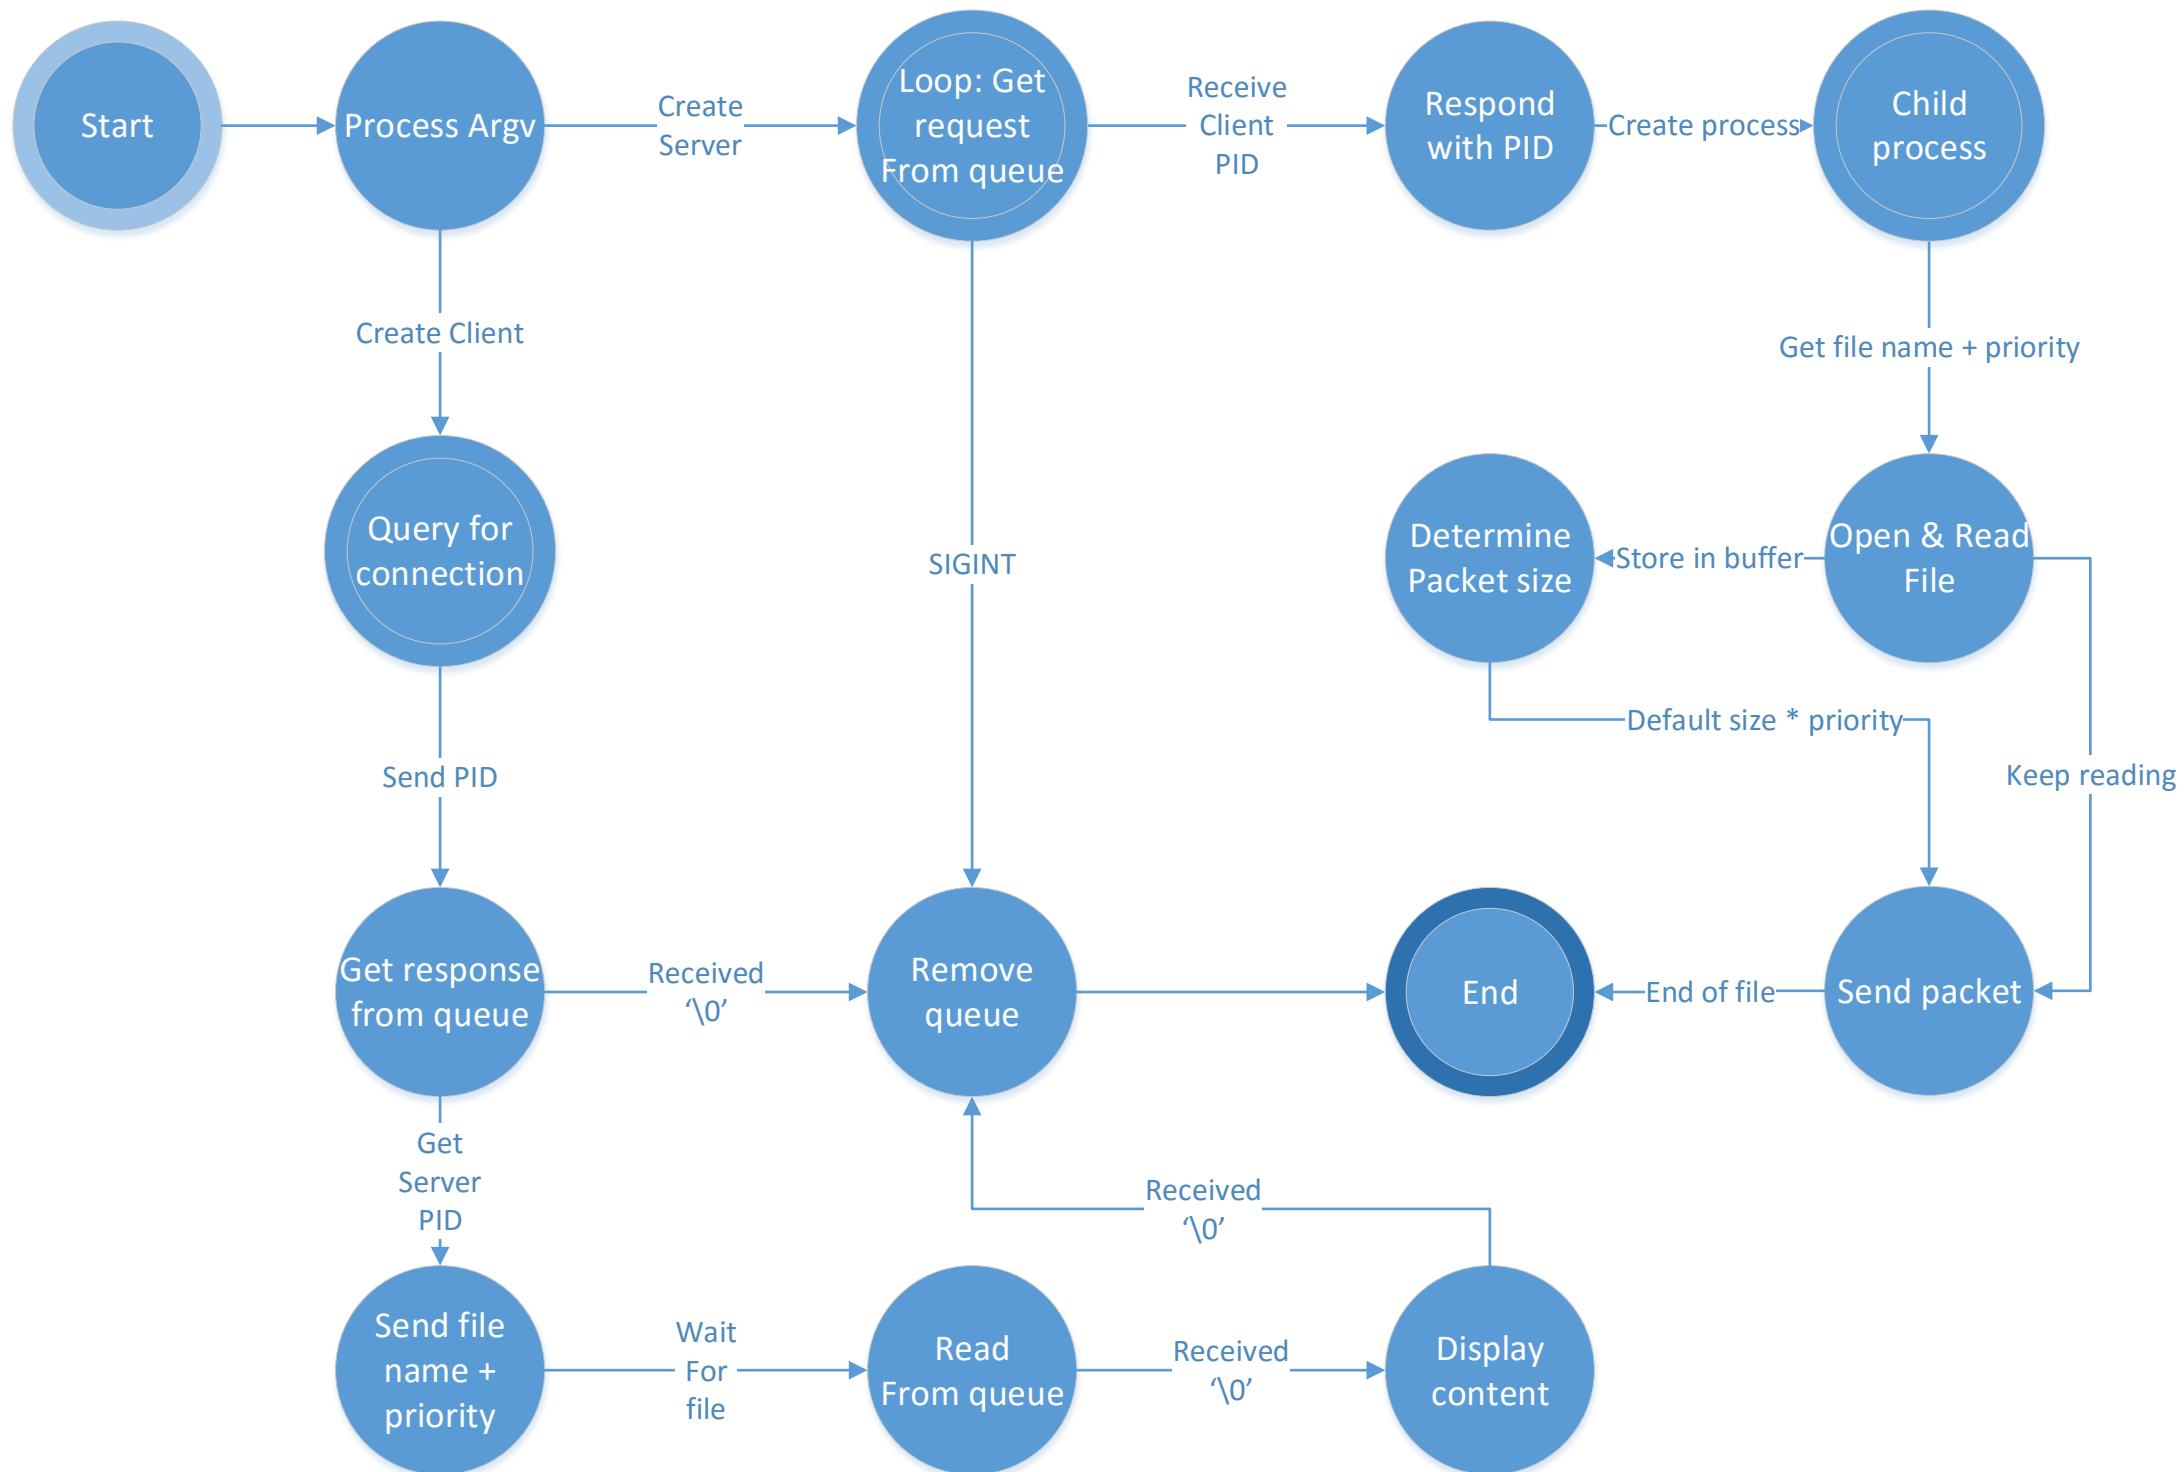 Start
Process Argv
Create
Server
Loop: Get
request
From queue
Receive
Client
PID
Respond
with PID
Create process
Child
process
Create Client
Get file name + priority
Query for
connection
SIGINT
Determine
Packet size
Store in buffer
Open & Read
File
Default size * priority
Keep reading
Send PID
Get response
from queue
Received
‘\0’
Remove
queue
End
End of file
Send packet
Get
Server
PID
Received
‘\0’
Send file
name +
priority
Wait
For
file
Read
From queue
Received
‘\0’
Display
content